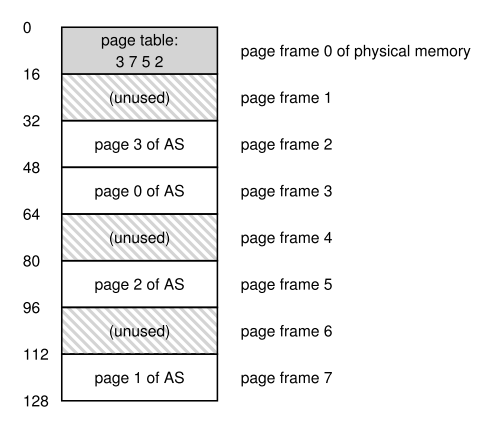 0
page table:
3 7 5 2
page frame 0 of physical memory
16
(unused)
page frame 1
32
page 3 of AS
page frame 2
48
page 0 of AS
page frame 3
64
(unused)
page frame 4
80
page 2 of AS
page frame 5
96
(unused)
page frame 6
112
page 1 of AS
page frame 7
128